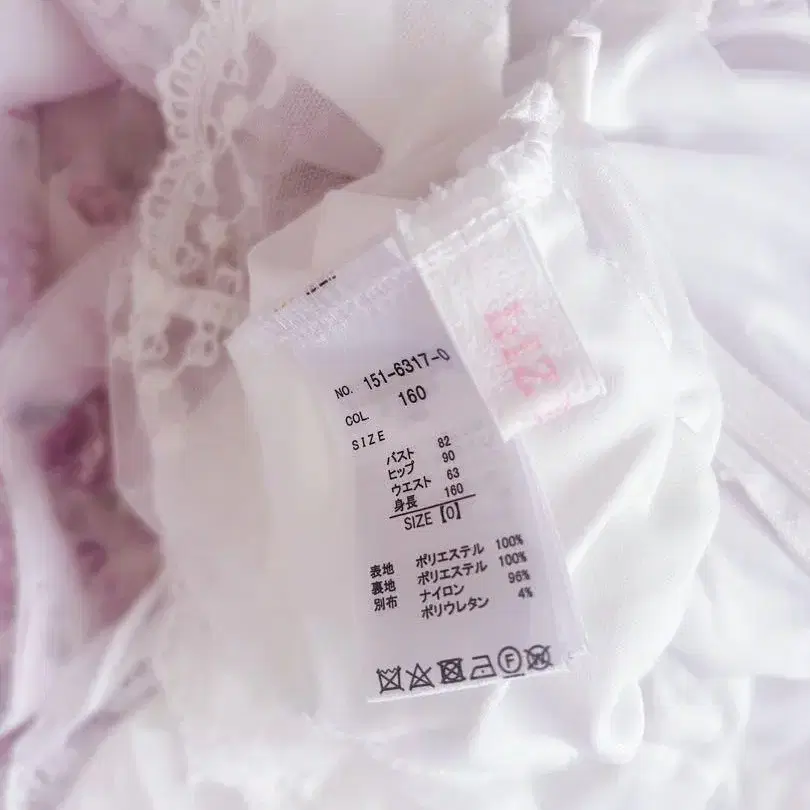 NO. 151-6317-0
COL. 160
SIZE
バスト 82
ヒップ 90
ウエスト 63
身長 160
SIZE【0】
表地 ポリエステル 100%
裏地 ポリエステル 100%
別布 ナイロン 96%
ポリウレタン 4%
F